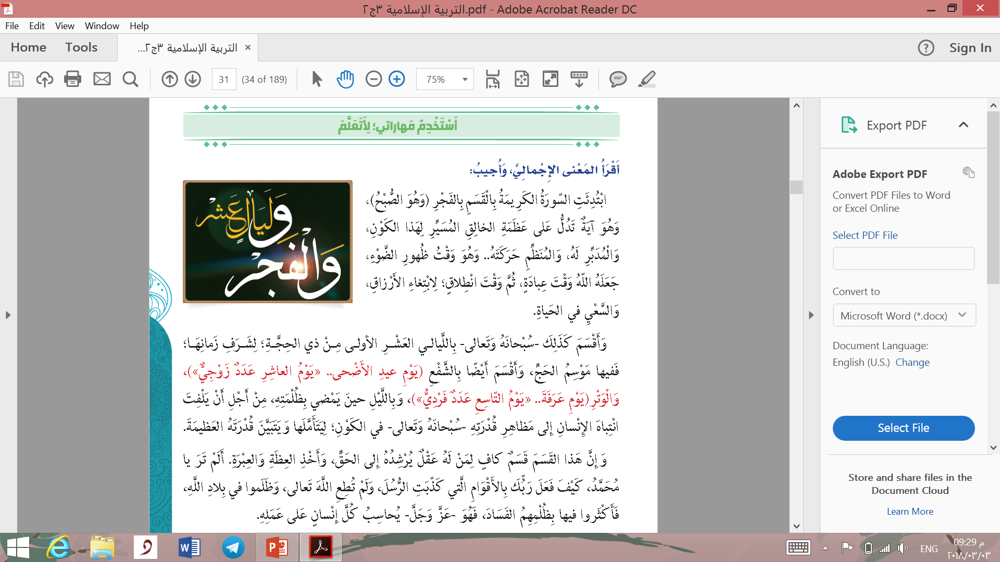 التربية الإسلامية ٣ج٢.pdf - Adobe Acrobat Reader DC
File Edit View Window Help
Home Tools التربية الإسلامية ٣ج٢... × ? Sign In
31 (34 of 189) 75%
أَسْتَخْدِمُ مَهاراتي؛ لِأَتَعَلَّمَ
أَقْرَأُ المَعْنى الإِجْمالِيَّ، وَأُجيبُ:
وَلَيَالٍ عَشْر
وَالْفَجْر
ابْتُدِئَتِ السّورَةُ الكَرِيمَةُ بِالْقَسَمِ بِالفَجْرِ (وَهُوَ الصُّبْحُ)،
وَهُوَ آيَةٌ تَدُلُّ عَلى عَظَمَةِ الخالِقِ المُسَيِّرِ لِهَذا الكَوْنِ،
وَالْمُدَبِّرِ لَهُ، وَالمُنَظِّمِ حَرَكَتَهُ.. وَهُوَ وَقْتُ ظُهورِ الضَّوْءِ،
جَعَلَهُ اللّهُ وَقْتَ عِبادَةٍ، ثُمَّ وَقْتَ انْطِلاقٍ؛ لِابْتِغاءِ الأَرْزاقِ،
وَالسَّعْيِ في الحَياةِ.
وَأَقْسَمَ كَذَلِكَ -سُبْحانَهُ وَتَعالى- بِاللَّيالي العَشْرِ الأولى مِنْ ذي الحِجَّةِ؛ لِشَرَفِ زَمانِهَا؛
فَفيها مَوْسِمُ الحَجِّ، وَأَقْسَمَ أَيْضًا بِالشَّفْعِ (يَوْمِ عيدِ الأَضْحى.. «يَوْمُ العاشِرِ عَدَدٌ زَوْجِيٌّ»)،
وَالْوَتْرِ (يَوْمِ عَرَفَةَ.. «يَوْمُ التّاسِعِ عَدَدٌ فَرْدِيٌّ»)، وَبِاللَّيْلِ حينَ يَمْضي بِظُلْمَتِهِ، مِنْ أَجْلِ أَنْ يَلْفِتَ
انْتِباهَ الإِنْسانِ إِلى مَظاهِرِ قُدْرَتِهِ -سُبْحانَهُ وَتَعالى- في الكَوْنِ؛ لِيَتَأَمَّلَها وَيَتَبَيَّنَ قُدْرَتَهُ العَظيمَةَ.
وَإِنَّ هَذا القَسَمَ قَسَمٌ كافٍ لِمَنْ لَهُ عَقْلٌ يُرْشِدُهُ إِلى الحَقِّ، وَأَخْذِ العِظَةِ وَالعِبْرَةِ. أَلَمْ تَرَ يا
مُحَمَّدُ، كَيْفَ فَعَلَ رَبُّكَ بِالأَقْوَامِ الَّتي كَذّبَتِ الرُّسُلَ، وَلَمْ تُطِعِ اللَّهَ تَعالى، وَظَلَموا في بِلادِ اللَّهِ،
فَأَكْثَروا فيها بِظُلْمِهِمُ الفَسَادَ، فَهُوَ -عَزَّ وَجَلَّ- يُحاسِبُ كُلَّ إِنْسانٍ عَلى عَمَلِهِ.
Export PDF
Adobe Export PDF
Convert PDF Files to Word
or Excel Online
Select PDF File
Convert to
Microsoft Word (*.docx)
Document Language:
English (U.S.) Change
Select File
Store and share files in the
Document Cloud
Learn More
ENG
09:29 م
٢٠١٨/٠٣/٠٣